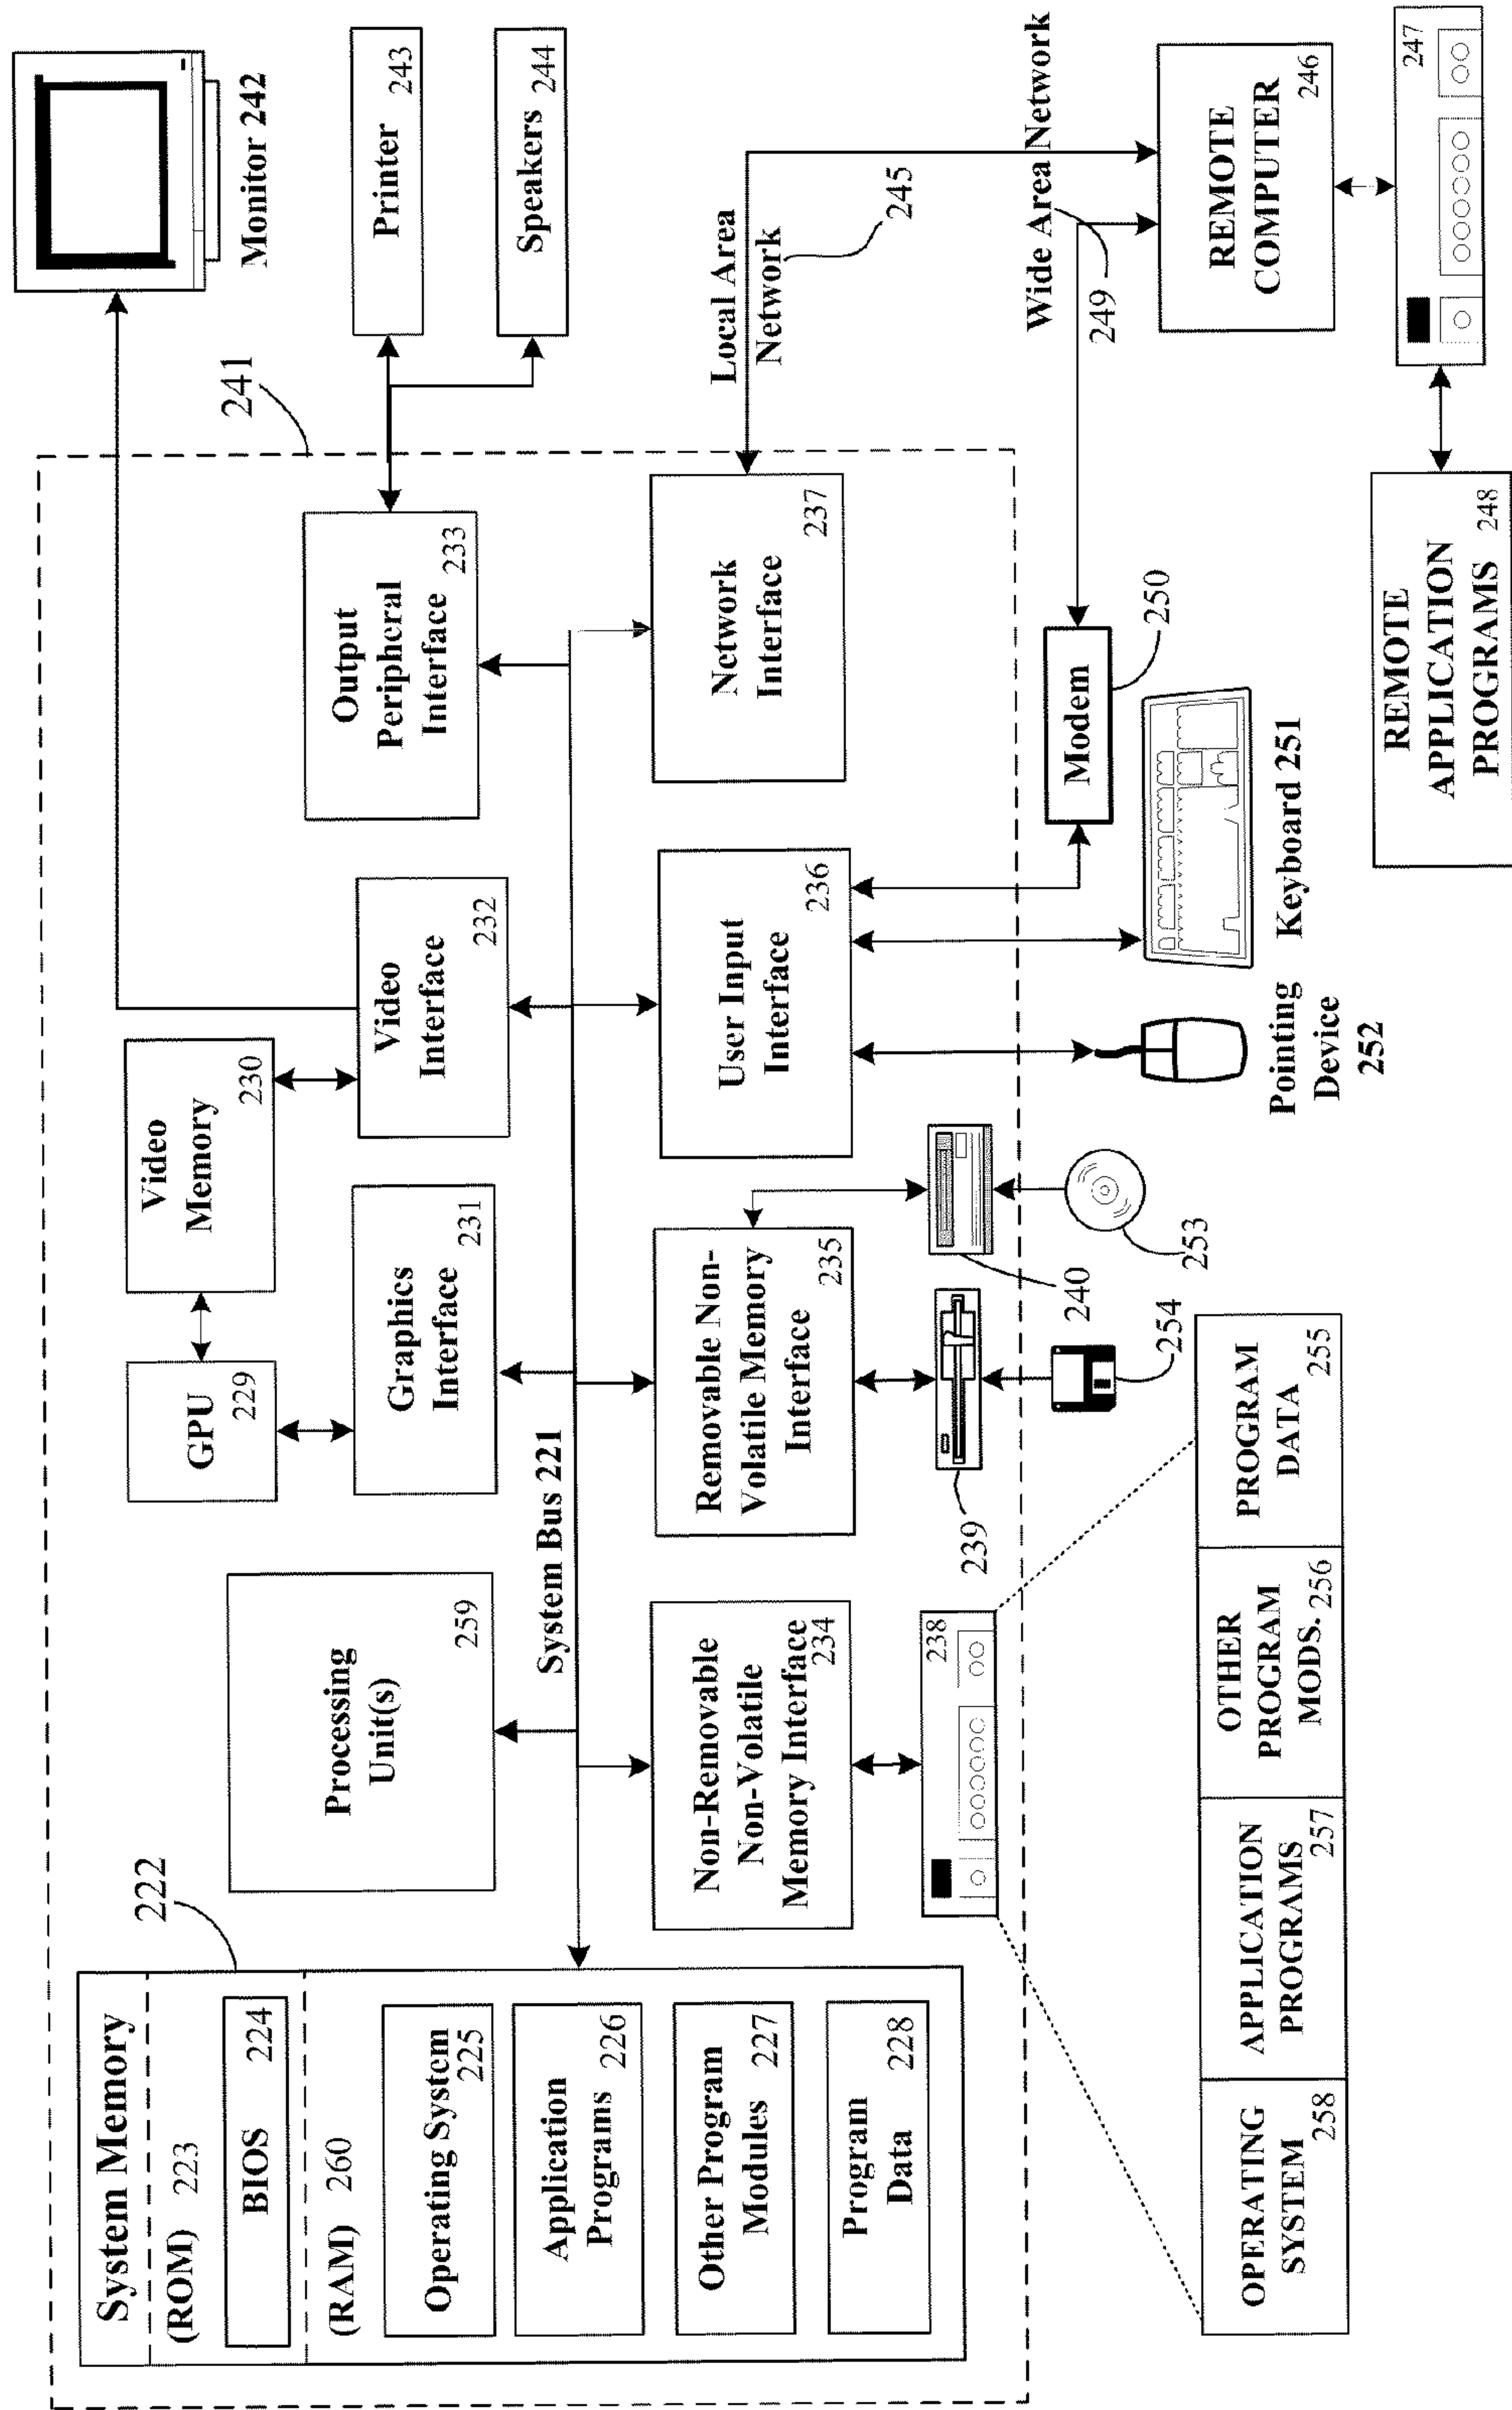 222
241
System Memory
(ROM) 223
BIOS 224
(RAM) 260
Operating System
225
Application
Programs 226
Other Program
Modules 227
Program
Data 228
Processing
Unit(s)
259
GPU
229
Video
Memory
230
Graphics
Interface
231
Video
Interface
232
Output
Peripheral
Interface
233
System Bus 221
Non-Removable
Non-Volatile
Memory Interface
234
Removable Non-
Volatile Memory
Interface
235
User Input
Interface
236
Network
Interface
237
238
239
240
Monitor 242
Printer
243
Speakers
244
Local Area
Network
245
Wide Area Network
249
Modem
250
REMOTE
COMPUTER
246
247
REMOTE
APPLICATION
PROGRAMS 248
Keyboard 251
Pointing
Device
252
253
254
OPERATING
SYSTEM
258
APPLICATION
PROGRAMS
257
OTHER
PROGRAM
MODS. 256
PROGRAM
DATA
255